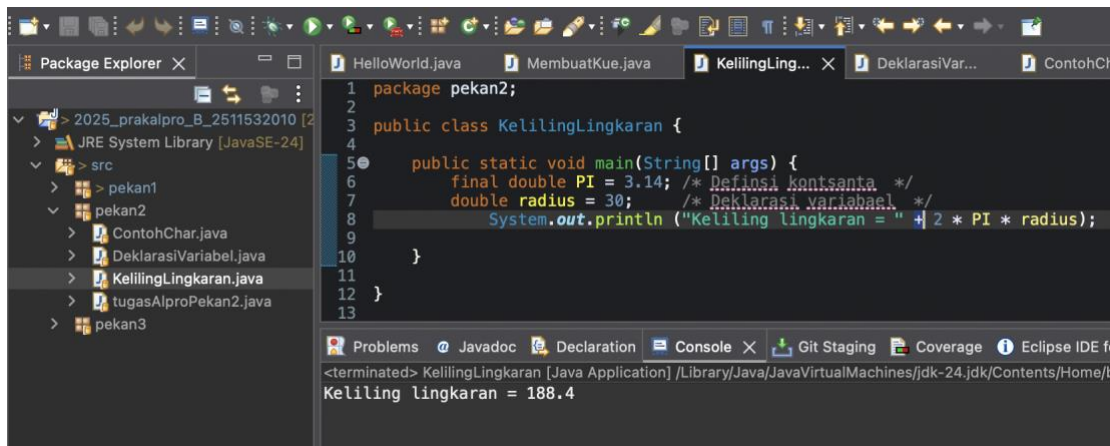 Package Explorer
> 2025_prakalpro_B_2511532010 [2
> JRE System Library [JavaSE-24]
> src
> pekan1
pekan2
ContohChar.java
DeklarasiVariabel.java
KelilingLingkaran.java
tugasAlproPekan2.java
pekan3
HelloWorld.java MembuatKue.java KelilingLing... DeklarasiVar... ContohCh
1 package pekan2;
2
3 public class KelilingLingkaran {
4
5 public static void main(String[] args) {
6 final double PI = 3.14; /* Definsi kontsanta */
7 double radius = 30; /* Deklarasi variabael */
8 System.out.println ("Keliling lingkaran = " + 2 * PI * radius);
9
10 }
11
12 }
13
Problems @ Javadoc Declaration Console Git Staging Coverage Eclipse IDE f
<terminated> KelilingLingkaran [Java Application] /Library/Java/JavaVirtualMachines/jdk-24.jdk/Contents/Home/b
Keliling lingkaran = 188.4